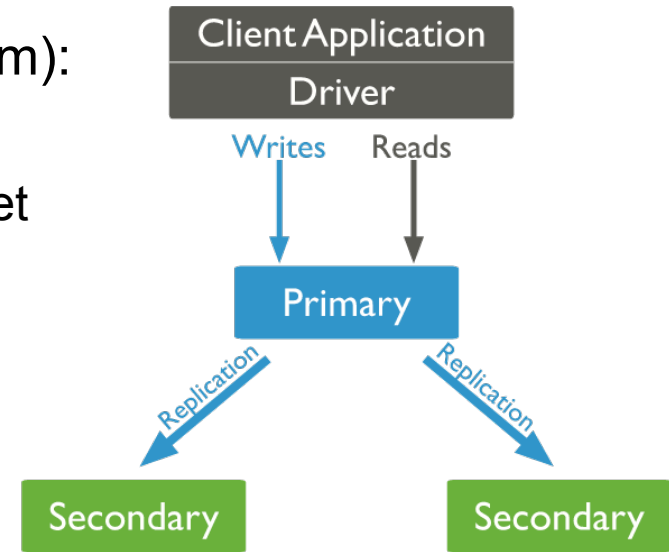 m):
et
Client Application
Driver
Writes Reads
Primary
Replication Replication
Secondary Secondary